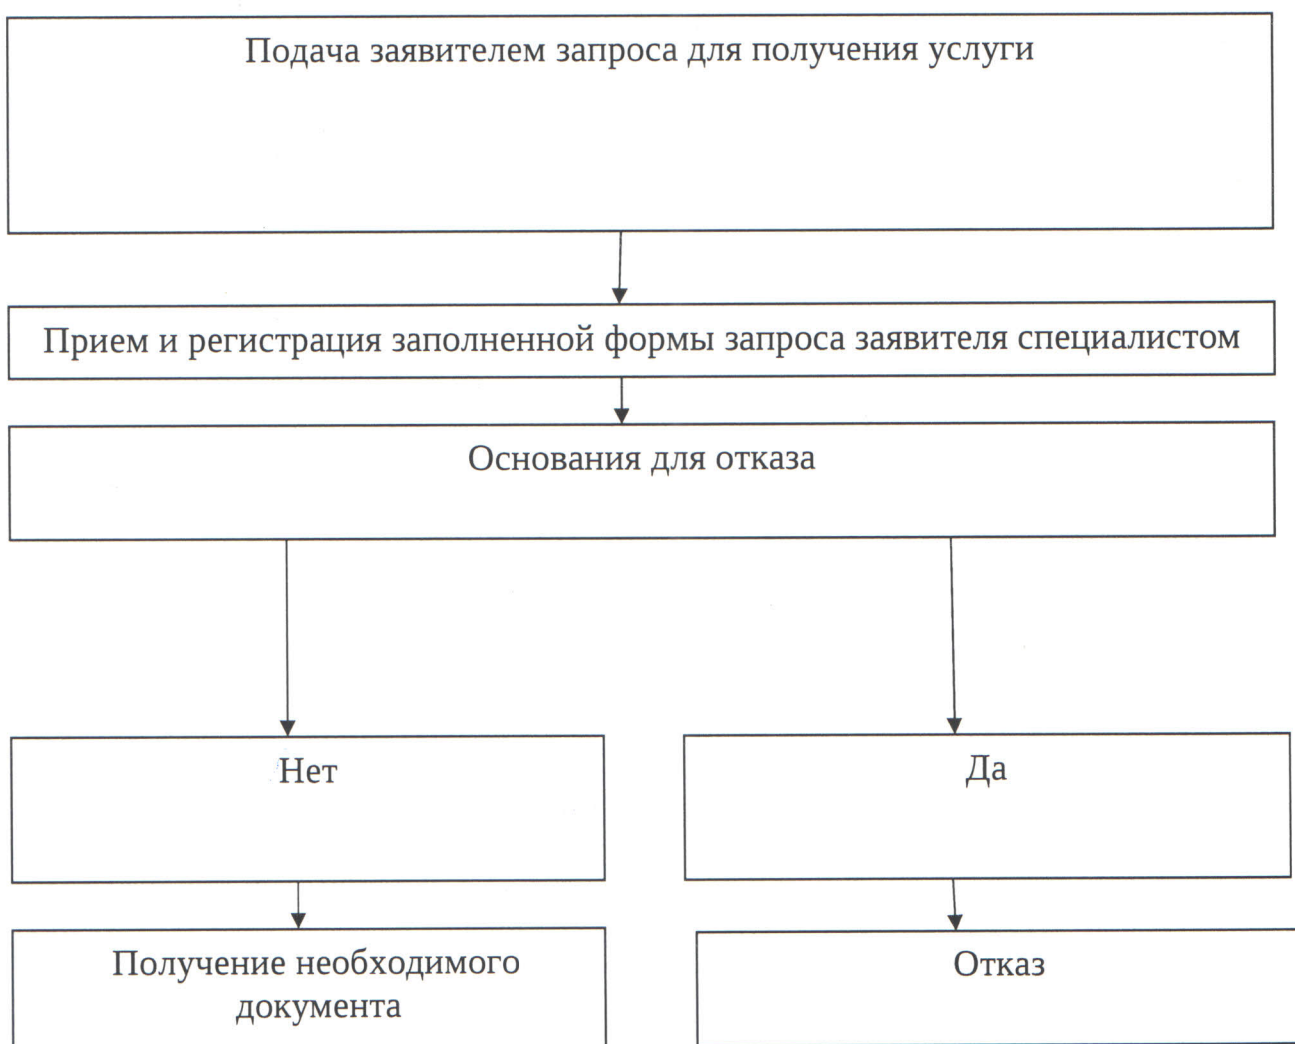 Подача заявителем запроса для получения услуги
Прием и регистрация заполненной формы запроса заявителя специалистом
Основания для отказа
Нет
Да
Получение необходимого
документа
Отказ